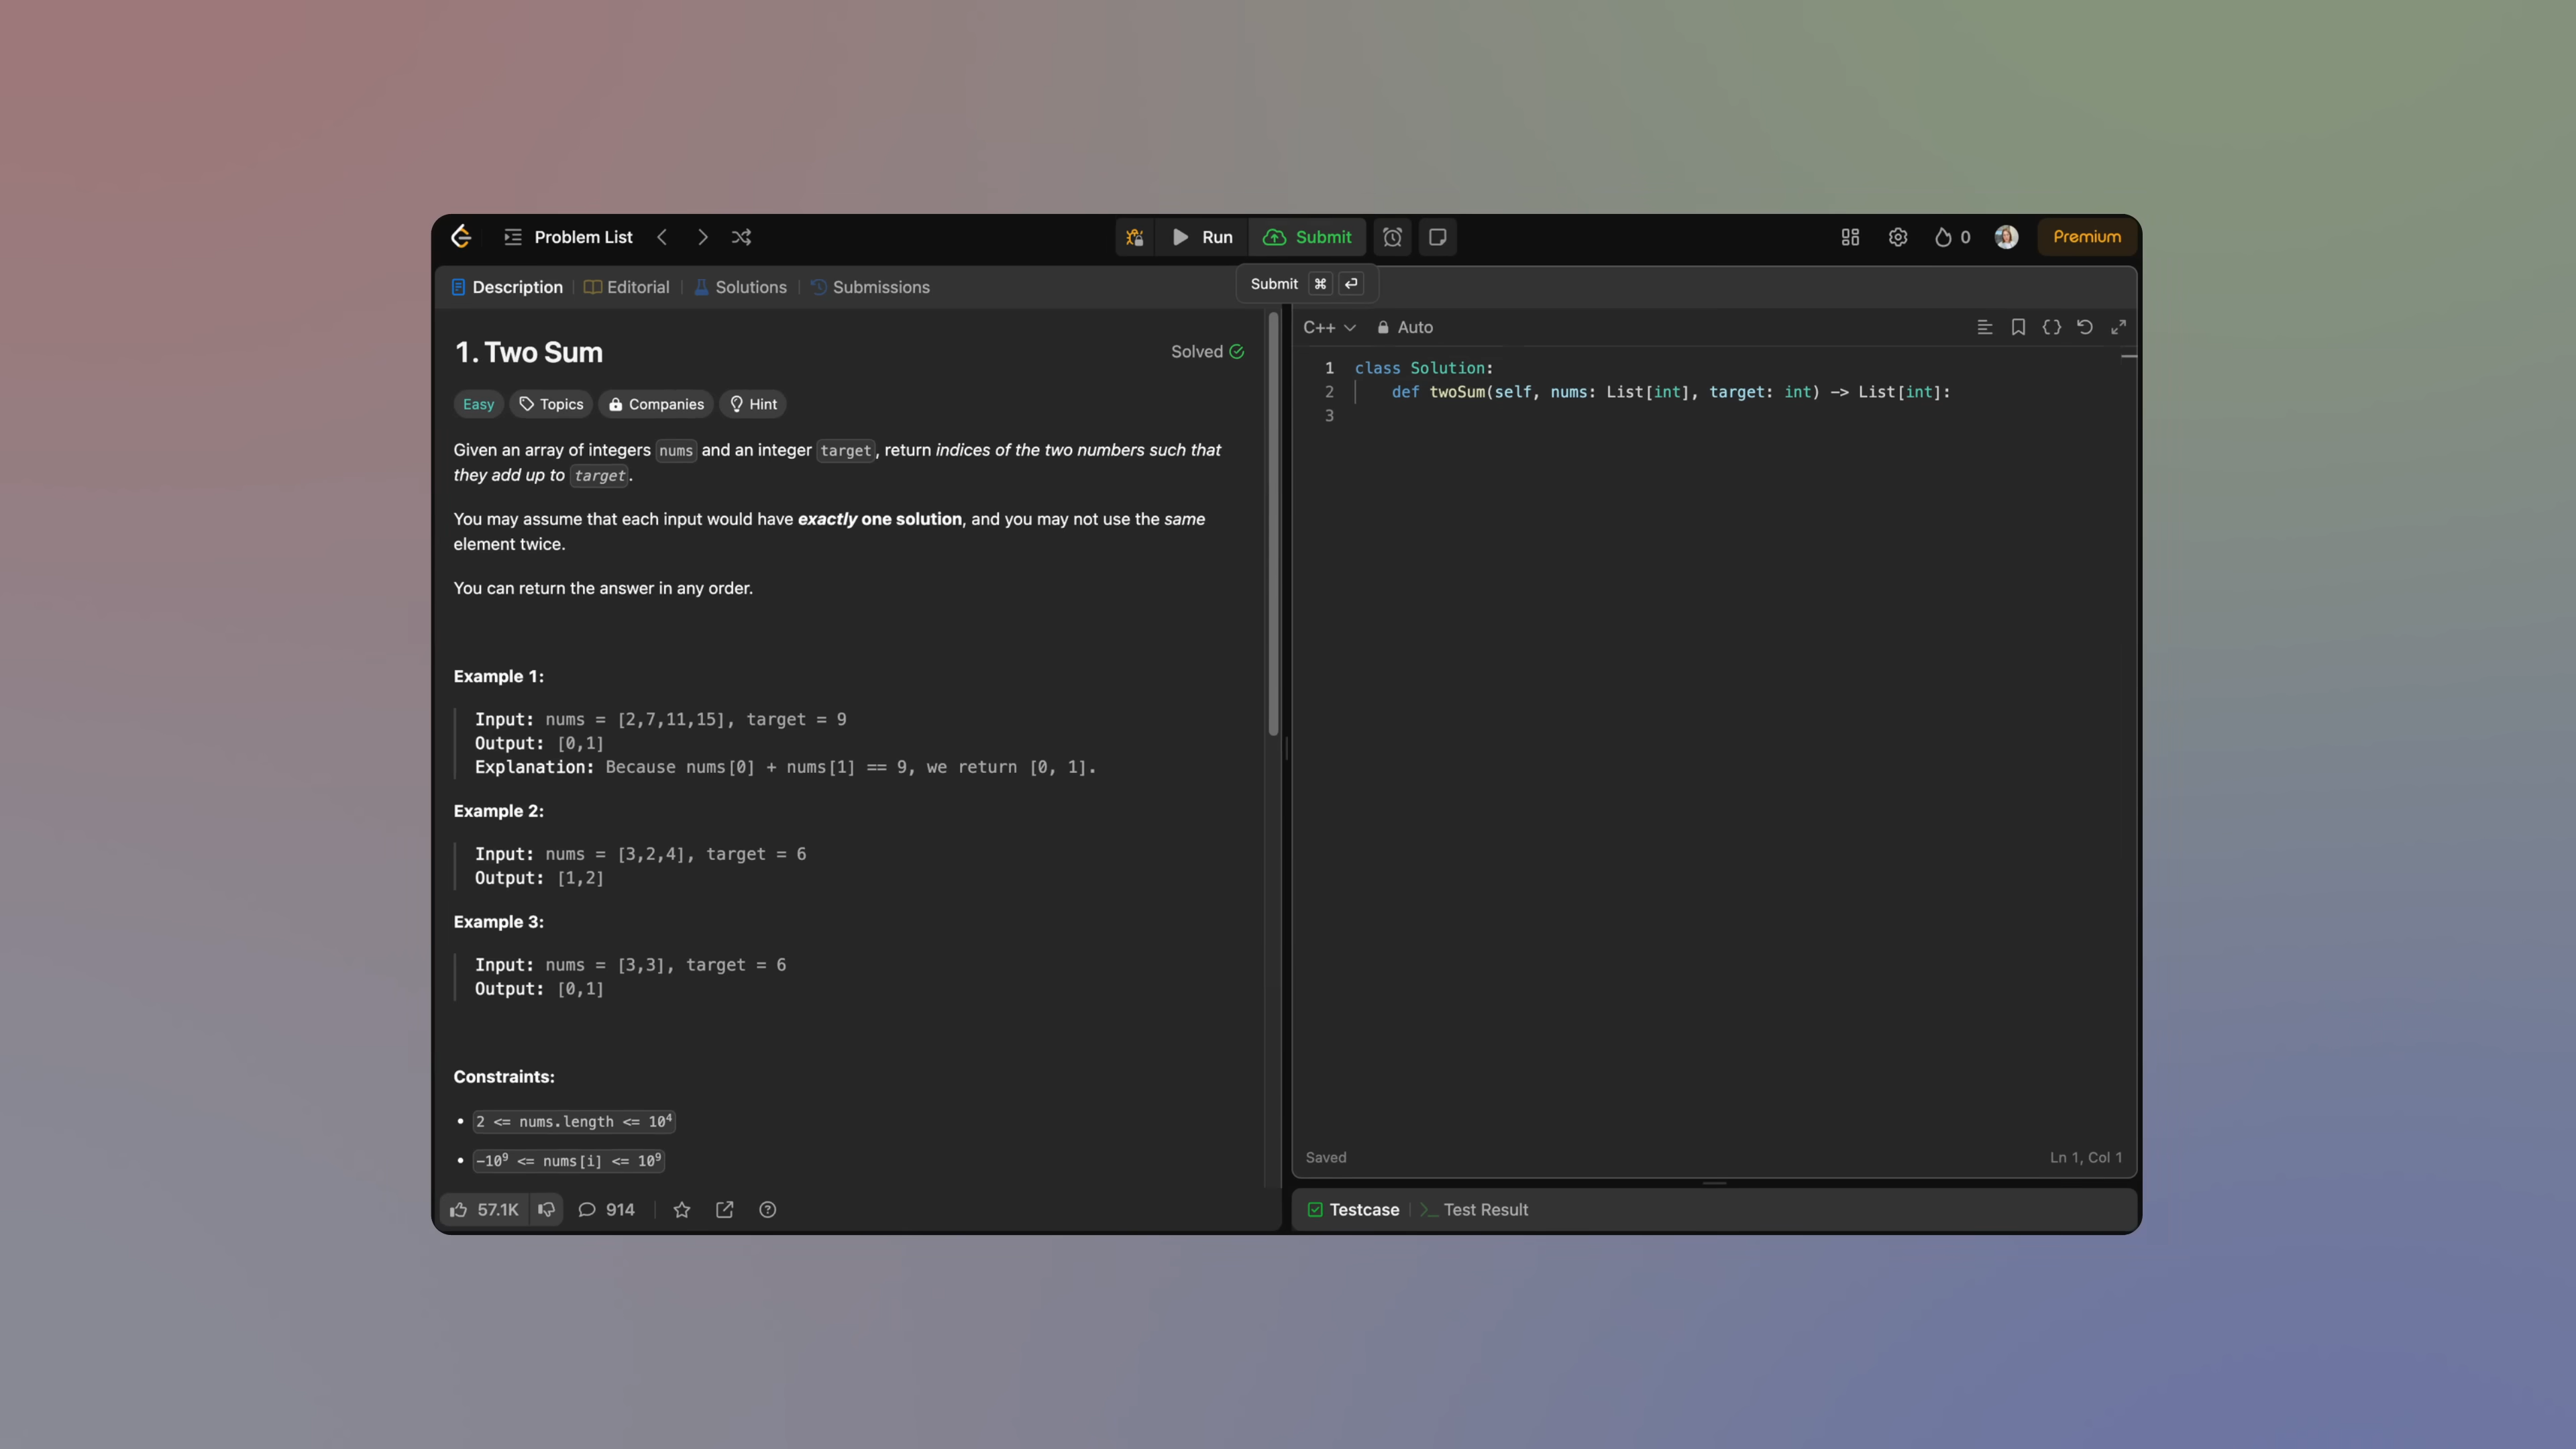 Problem List
Run
Submit
0
Premium
Description
Editorial
Solutions
Submissions
Submit ⌘ ↵
1. Two Sum
Solved
Easy
Topics
Companies
Hint
Given an array of integers nums and an integer target, return indices of the two numbers such that
they add up to target.
You may assume that each input would have exactly one solution, and you may not use the same
element twice.
You can return the answer in any order.
Example 1:
Input: nums = [2,7,11,15], target = 9
Output: [0,1]
Explanation: Because nums[0] + nums[1] == 9, we return [0, 1].
Example 2:
Input: nums = [3,2,4], target = 6
Output: [1,2]
Example 3:
Input: nums = [3,3], target = 6
Output: [0,1]
Constraints:
• 2 <= nums.length <= 10⁴
• -10⁹ <= nums[i] <= 10⁹
57.1K
914
C++
Auto
1 class Solution:
2 def twoSum(self, nums: List[int], target: int) -> List[int]:
3
Saved
Ln 1, Col 1
Testcase
Test Result